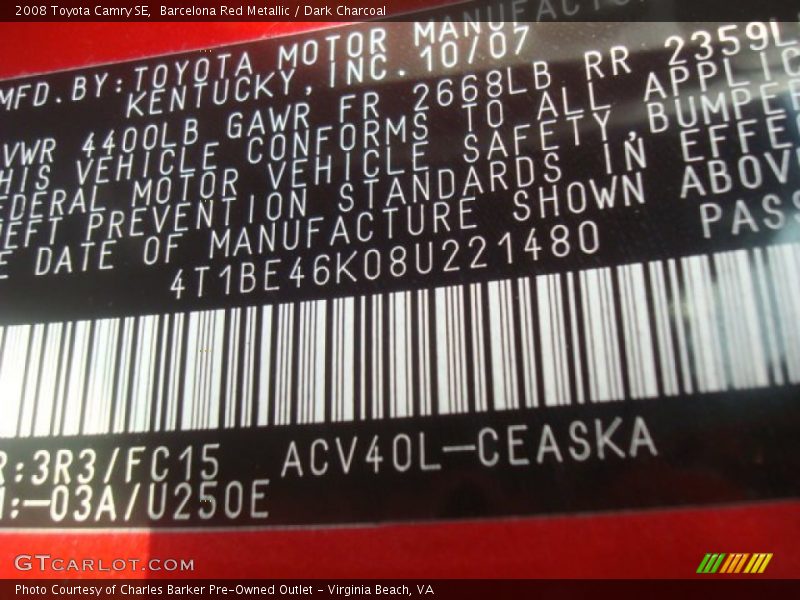 2008 Toyota Camry SE, Barcelona Red Metallic / Dark Charcoal
MFD. BY: TOYOTA MOTOR MANUFACTU
KENTUCKY, INC. 10/07
VWR 4400LB GAWR FR 2668LB RR 2359L
HIS VEHICLE CONFORMS TO ALL APPLIC
EDERAL MOTOR VEHICLE SAFETY, BUMPER
EFT PREVENTION STANDARDS IN EFFE
E DATE OF MANUFACTURE SHOWN ABOV
4T1BE46K08U221480 PASS
R:3R3/FC15 ACV40L-CEASKA
:-03A/U250E
GTCARLOT.COM
Photo Courtesy of Charles Barker Pre-Owned Outlet - Virginia Beach, VA